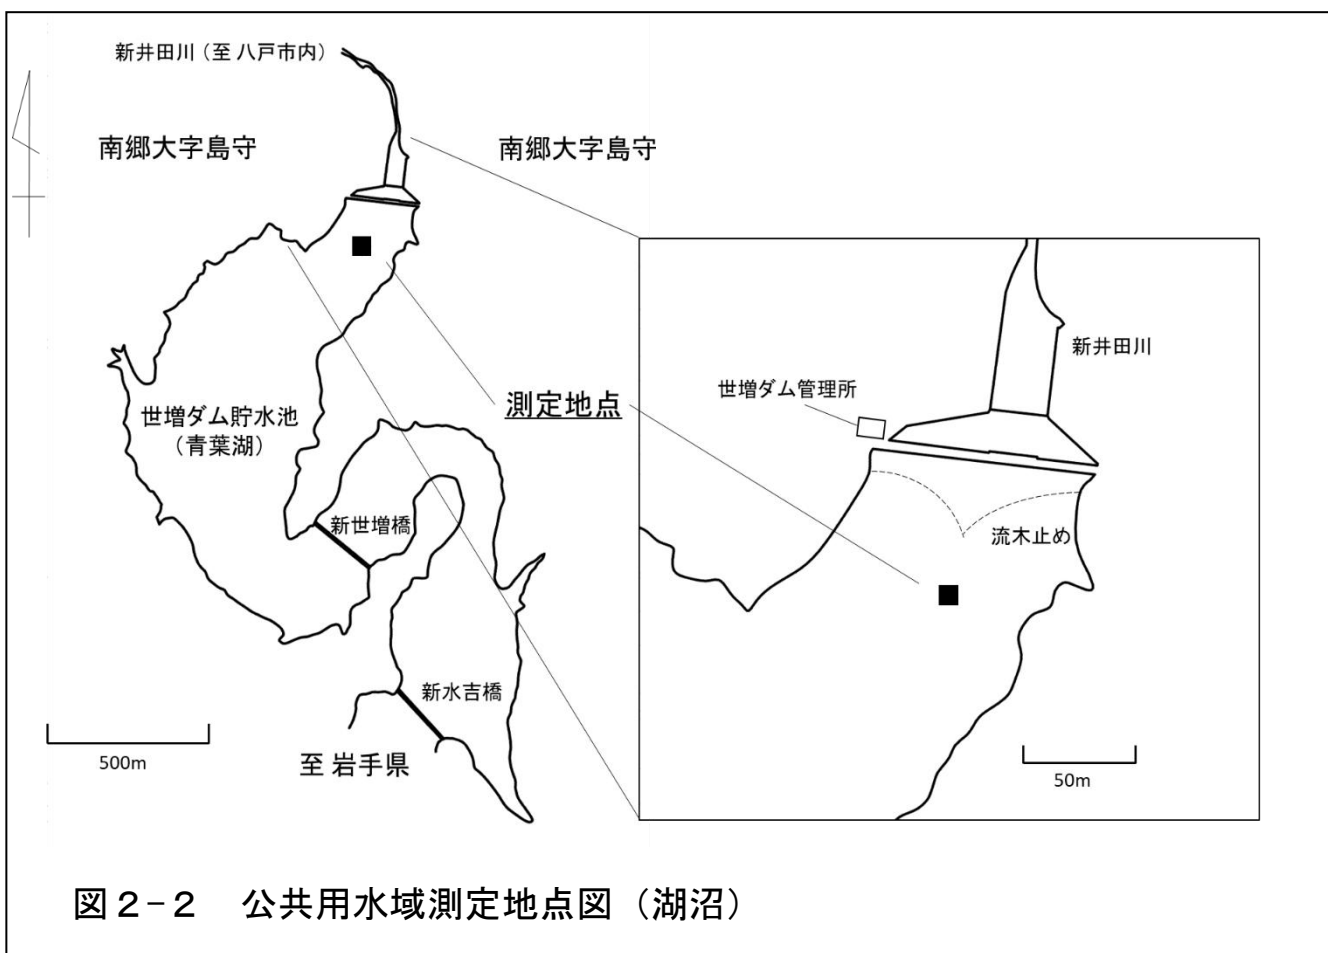 新井田川（至 八戸市内）
南郷大字島守
南郷大字島守
新井田川
世増ダム管理所
測定地点
世増ダム貯水池
（青葉湖）
新世増橋
流木止め
新水吉橋
至 岩手県
500m
50m
図２-２　公共用水域測定地点図（湖沼）